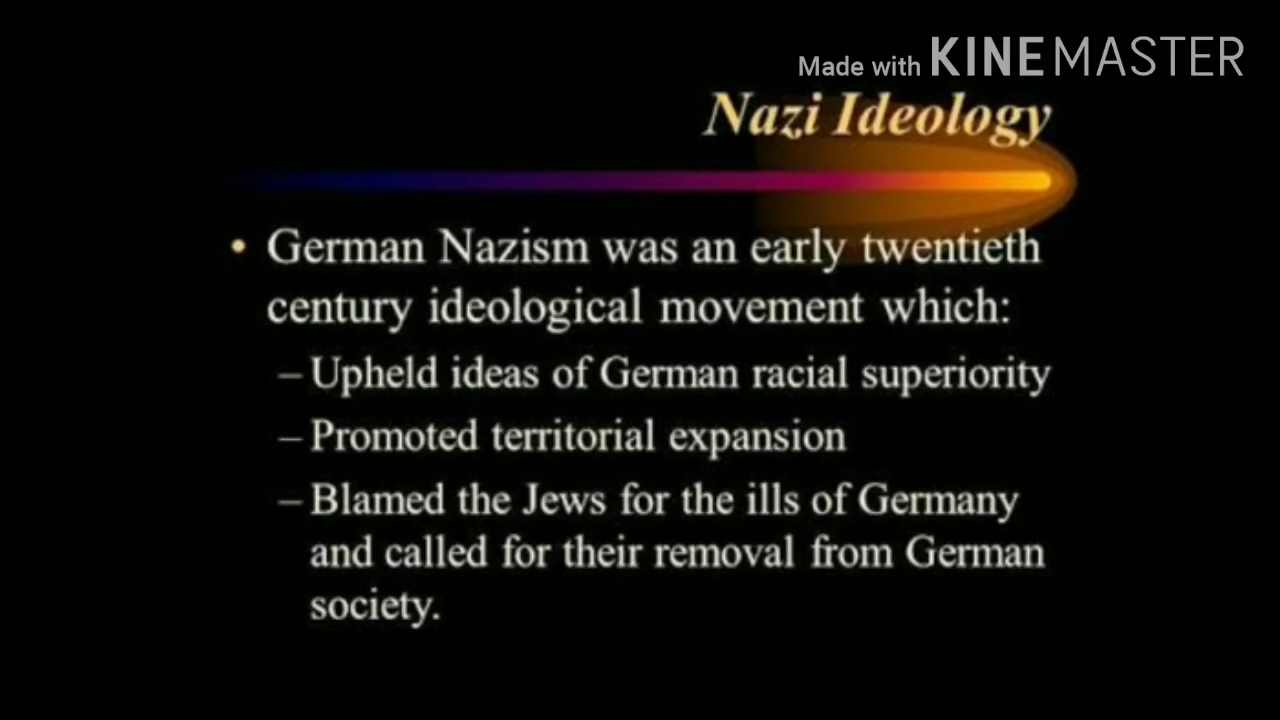 Made with KINEMASTER
Nazi Ideology
• German Nazism was an early twentieth
century ideological movement which:
– Upheld ideas of German racial superiority
– Promoted territorial expansion
– Blamed the Jews for the ills of Germany
and called for their removal from German
society.